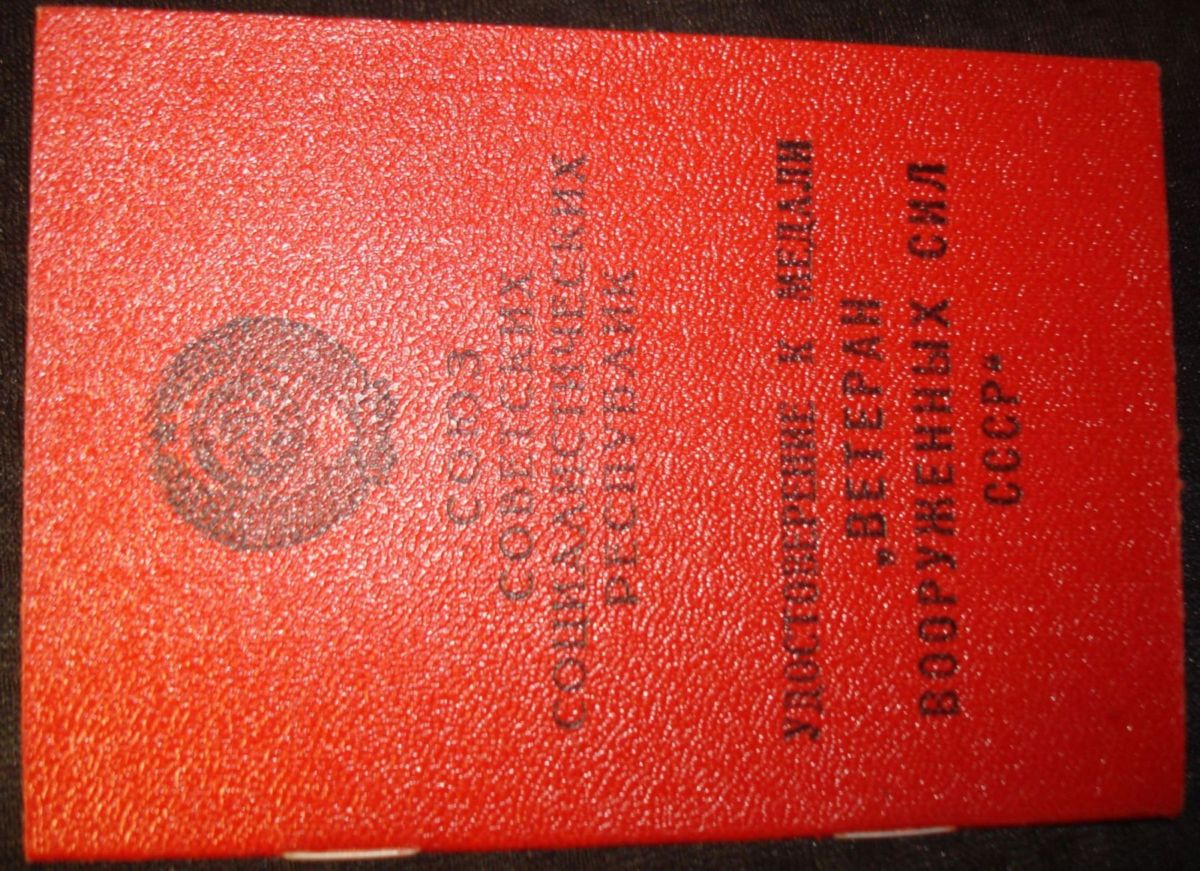 СОЮЗ
СОВЕТСКИХ
СОЦИАЛИСТИЧЕСКИХ
РЕСПУБЛИК
УДОСТОВЕРЕНИЕ К МЕДАЛИ
„ВЕТЕРАН
ВООРУЖЕННЫХ СИЛ
СССР“